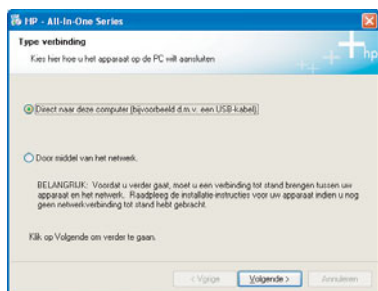 HP - All-In-One Series
Type verbinding
Kies hier hoe u het apparaat op de PC wilt aansluiten
hp
Direct naar deze computer (bijvoorbeeld d.m.v. een USB-kabel).
Door middel van het netwerk.
BELANGRIJK: Voordat u verder gaat, moet u een verbinding tot stand brengen tussen uw
apparaat en het netwerk. Raadpleeg de installatie-instructies voor uw apparaat indien u nog
geen netwerkverbinding tot stand hebt gebracht.
Klik op Volgende om verder te gaan.
< Vorige
Volgende >
Annuleren